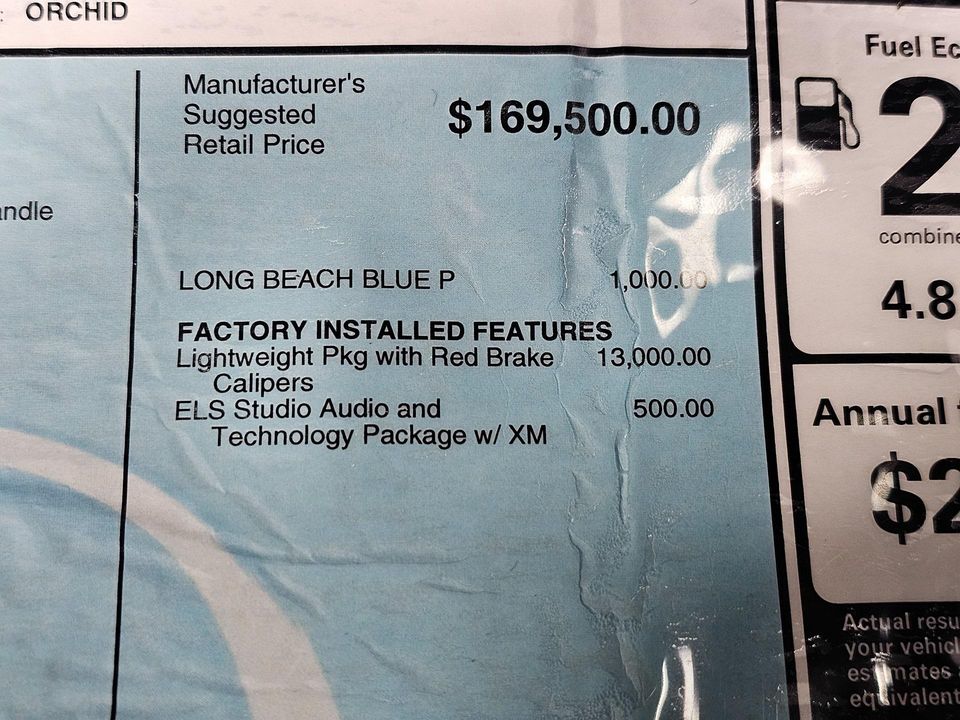 : ORCHID
Manufacturer's
Suggested
Retail Price
$169,500.00
andle
LONG BEACH BLUE P 1,000.00
FACTORY INSTALLED FEATURES
Lightweight Pkg with Red Brake 13,000.00
Calipers
ELS Studio Audio and 500.00
Technology Package w/ XM
Fuel Ec
2
combine
4.8
Annual
$2
Actual resu
your vehicl
estimates
equivalent